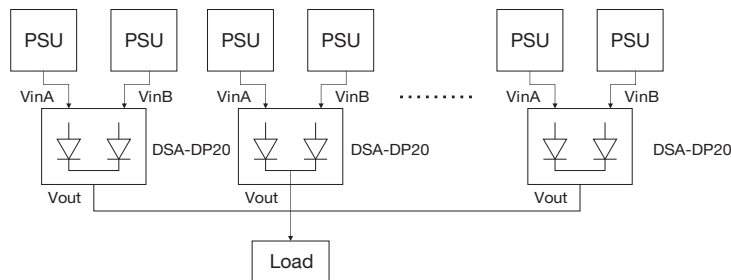 PSU PSU PSU PSU PSU PSU
VinA VinB VinA VinB ......... VinA VinB
DSA-DP20 DSA-DP20 DSA-DP20
Vout Vout Vout
Load